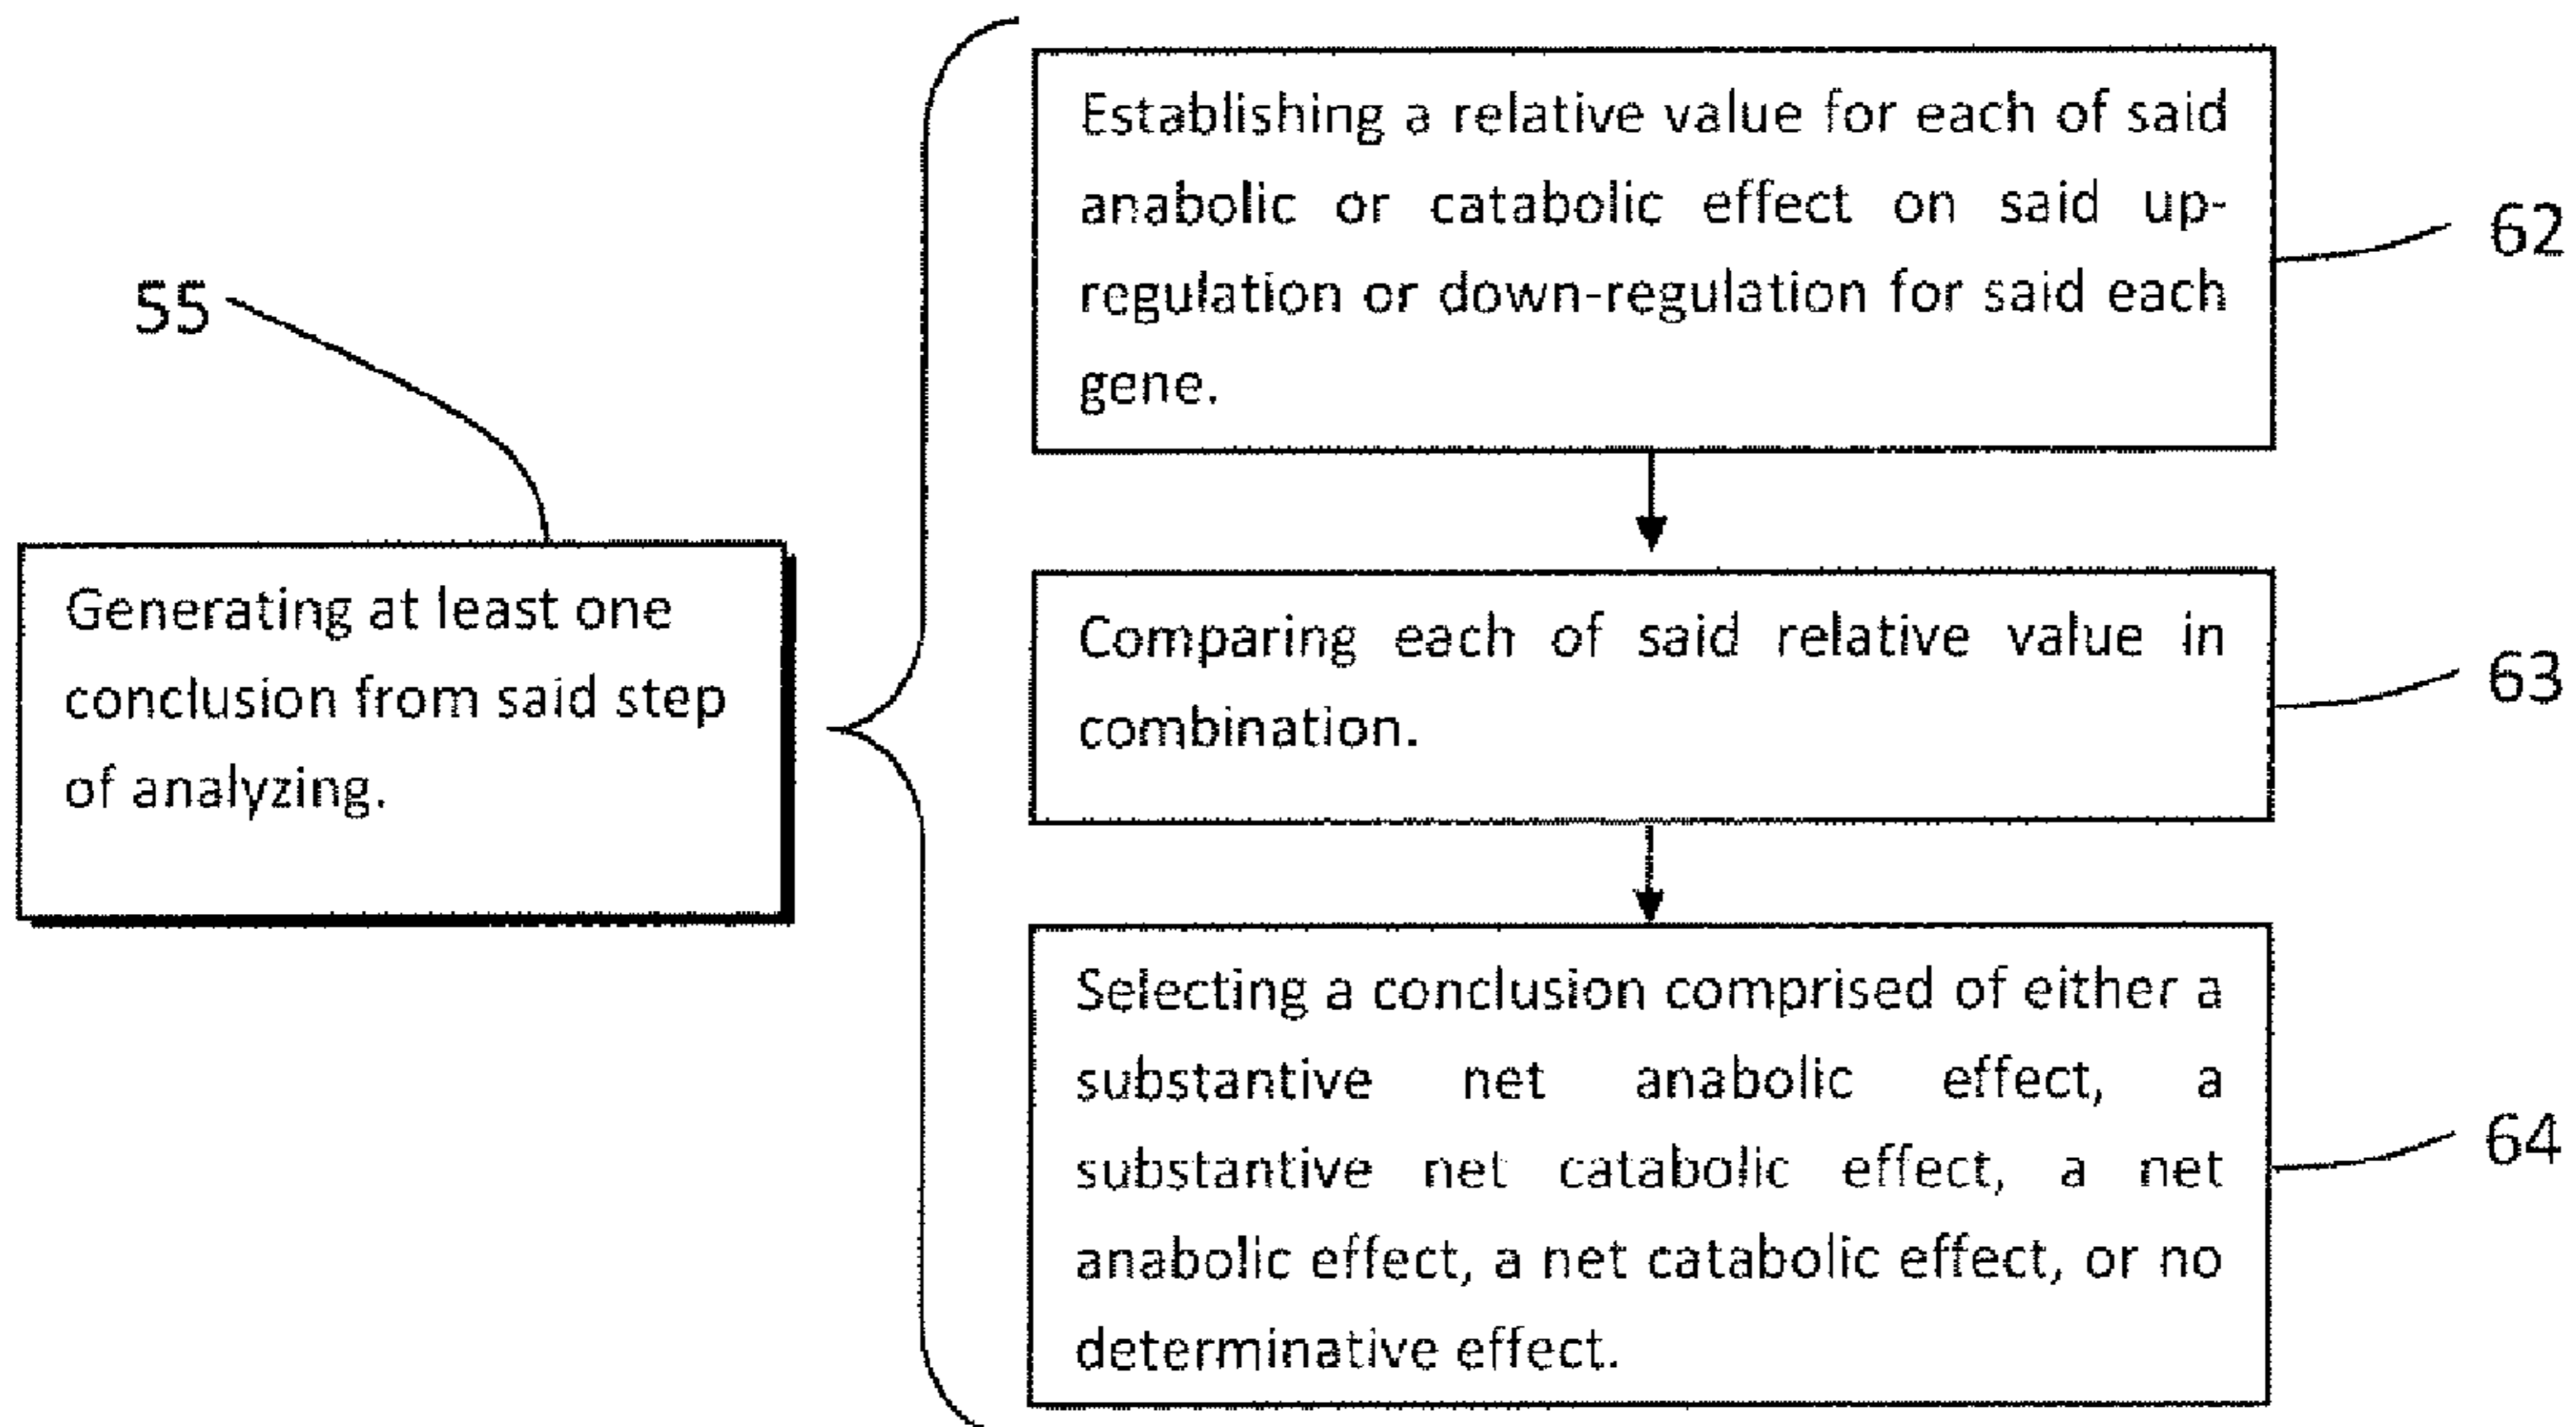 55
Generating at least one
conclusion from said step
of analyzing.
Establishing a relative value for each of said
anabolic or catabolic effect on said up-
regulation or down-regulation for said each
gene.
62
Comparing each of said relative value in
combination.
63
Selecting a conclusion comprised of either a
substantive net anabolic effect, a
substantive net catabolic effect, a net
anabolic effect, a net catabolic effect, or no
determinative effect.
64